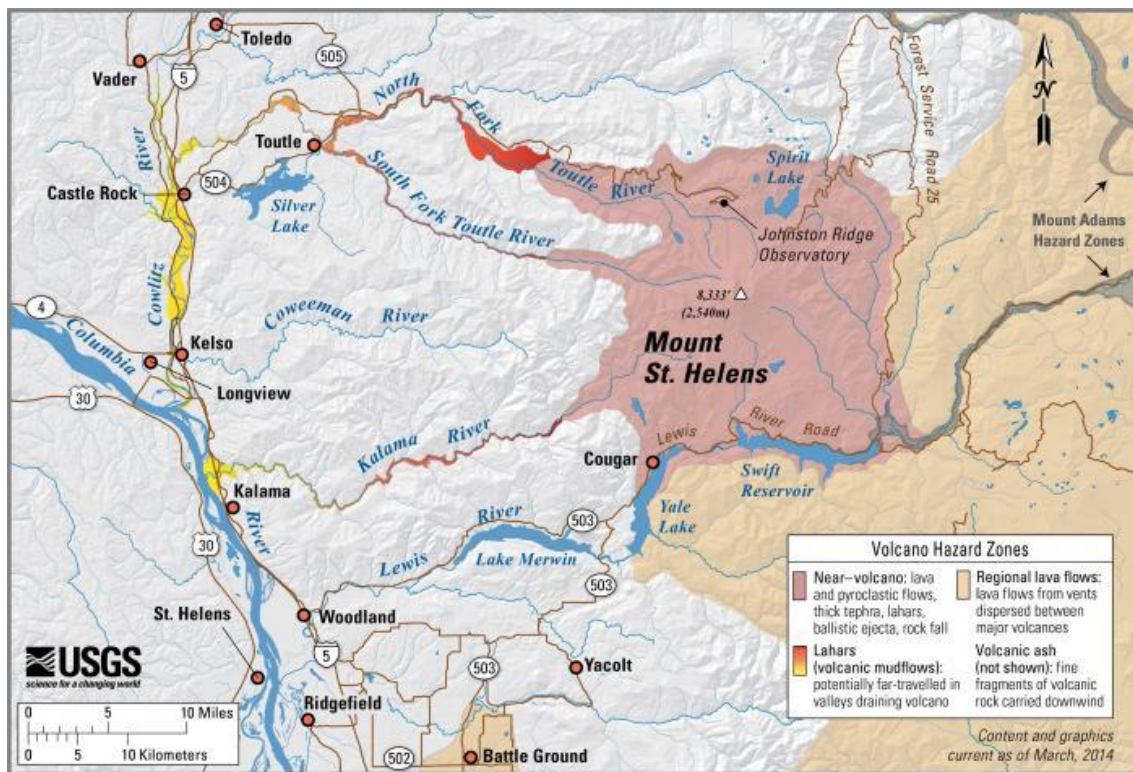 Toledo
505
Vader
5
North
Fork
Forest Service Road 25
N
River
Toutle
Toutle River
Spirit
Lake
Castle Rock
504
Silver
Lake
South Fork Toutle River
Johnston Ridge
Observatory
Mount Adams
Hazard Zones
8,333'
(2,540m)
4
Cowlitz
Coweeman River
Columbia
Kelso
Mount
St. Helens
Longview
30
Kalama River
Lewis
River Road
Cougar
Swift
Reservoir
Kalama
Yale
Lake
River
River
503
30
Lewis
Lake Merwin
503
St. Helens
Woodland
5
503
Yacolt
Ridgefield
502
Battle Ground
Volcano Hazard Zones
Near–volcano: lava
and pyroclastic flows,
thick tephra, lahars,
ballistic ejecta, rock fall
Lahars
(volcanic mudflows):
potentially far-travelled in
valleys draining volcano
Regional lava flows:
lava flows from vents
dispersed between
major volcanoes
Volcanic ash
(not shown): fine
fragments of volcanic
rock carried downwind
Content and graphics
current as of March, 2014
USGS
science for a changing world
0 5 10 Miles
0 5 10 Kilometers